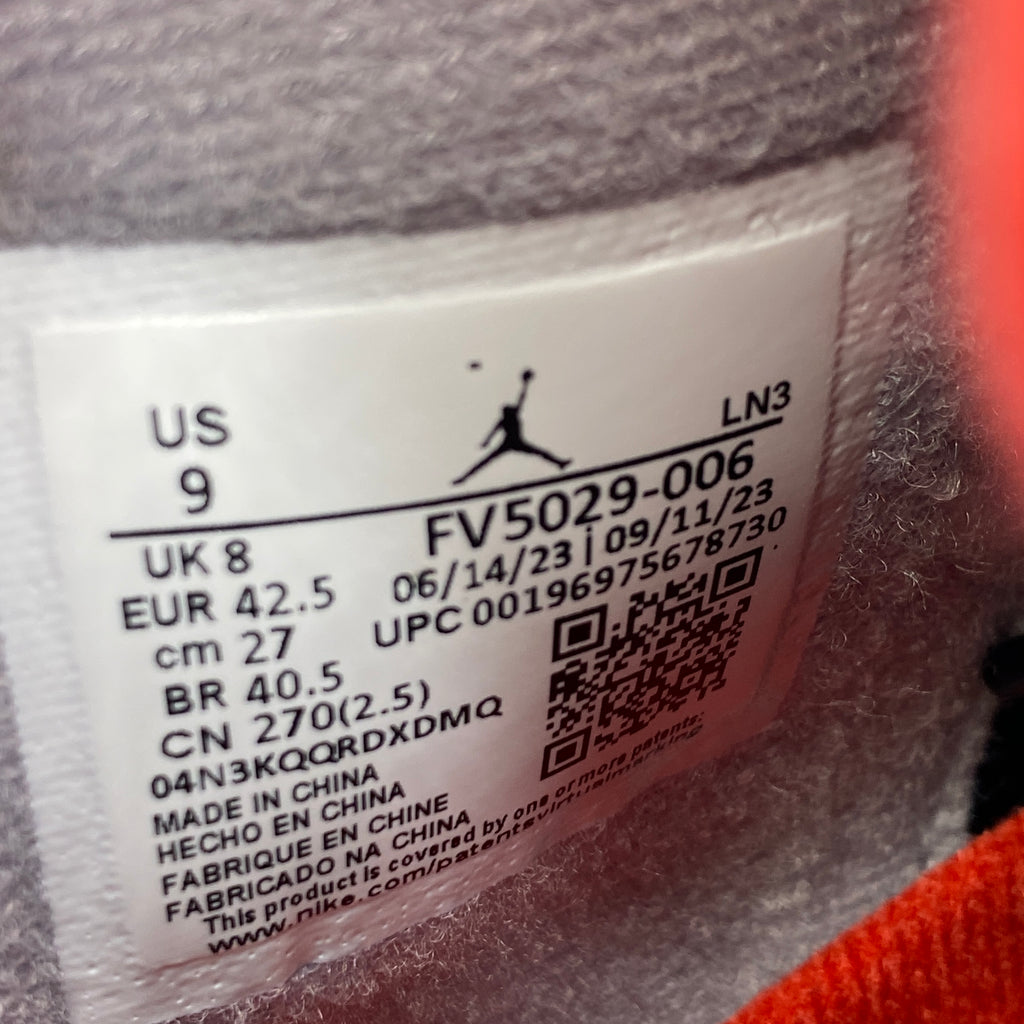 US
9
LN3
UK 8
EUR 42.5
cm 27
BR 40.5
CN 270(2.5)
FV5029-006
06/14/23 | 09/11/23
UPC 00196975678730
04N3KQQRDXDMQ
MADE IN CHINA
HECHO EN CHINA
FABRIQUE EN CHINE
FABRICADO NA CHINA
This product is covered by one or more patents:
www.nike.com/patentsvirtualmarking